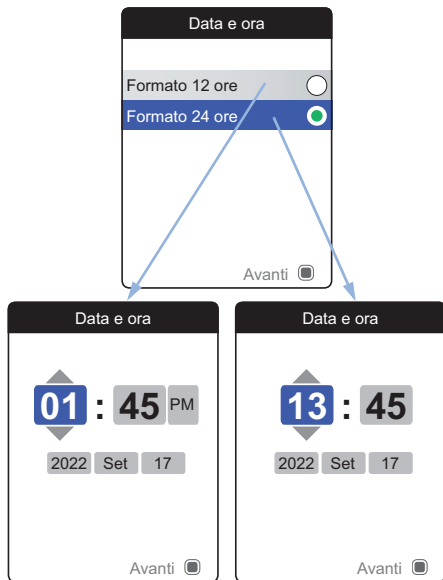 Data e ora
Formato 12 ore
Formato 24 ore
Avanti
Data e ora
01 : 45 PM
2022 Set 17
Avanti
Data e ora
13 : 45
2022 Set 17
Avanti